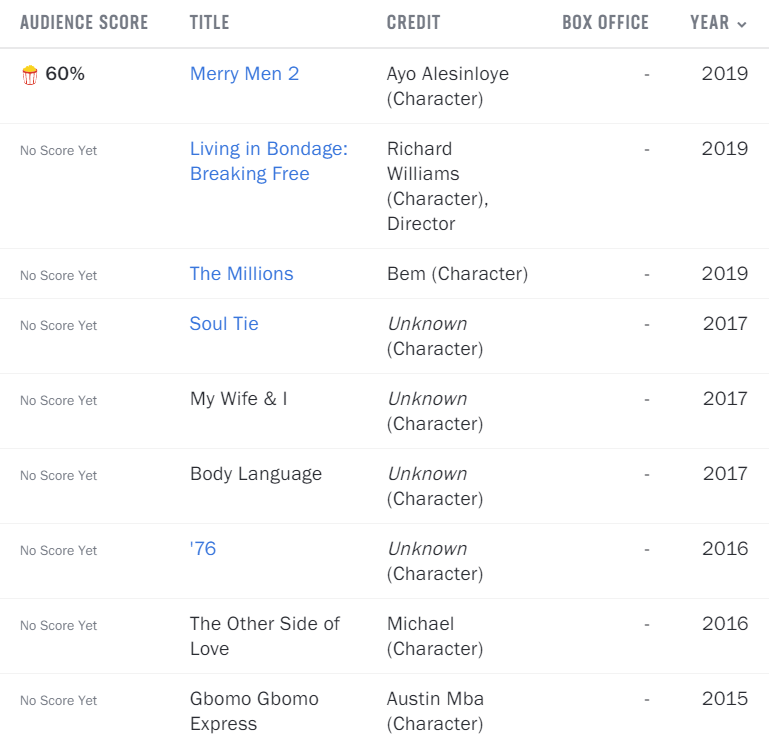 AUDIENCE SCORE TITLE CREDIT BOX OFFICE YEAR
60% Merry Men 2 Ayo Alesinloye - 2019
(Character)
No Score Yet Living in Bondage: Richard - 2019
Breaking Free Williams
(Character),
Director
No Score Yet The Millions Bem (Character) - 2019
No Score Yet Soul Tie Unknown - 2017
(Character)
No Score Yet My Wife & I Unknown - 2017
(Character)
No Score Yet Body Language Unknown - 2017
(Character)
No Score Yet '76 Unknown - 2016
(Character)
No Score Yet The Other Side of Michael - 2016
Love (Character)
No Score Yet Gbomo Gbomo Austin Mba - 2015
Express (Character)